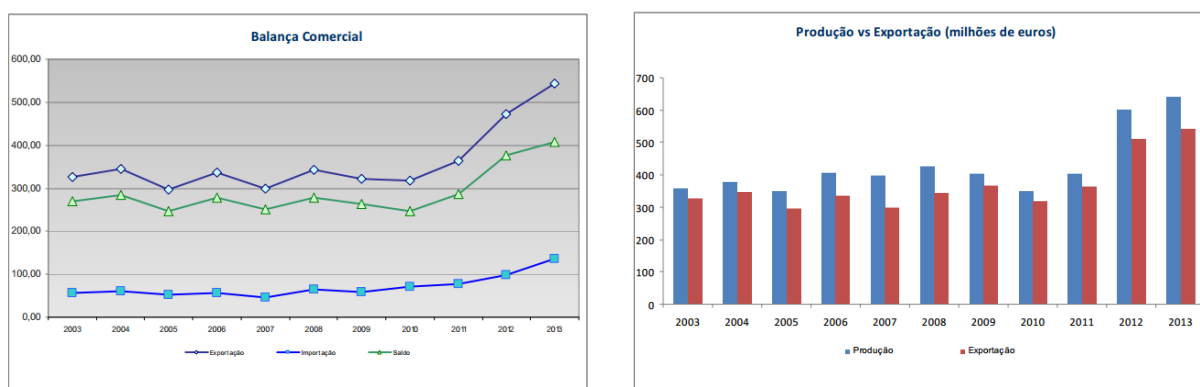 Balança Comercial
600,00
500,00
400,00
300,00
200,00
100,00
0,00
2003 2004 2005 2006 2007 2008 2009 2010 2011 2012 2013
Exportação Importação Saldo
Produção vs Exportação (milhões de euros)
700
600
500
400
300
200
100
0
2003 2004 2005 2006 2007 2008 2009 2010 2011 2012 2013
Produção Exportação